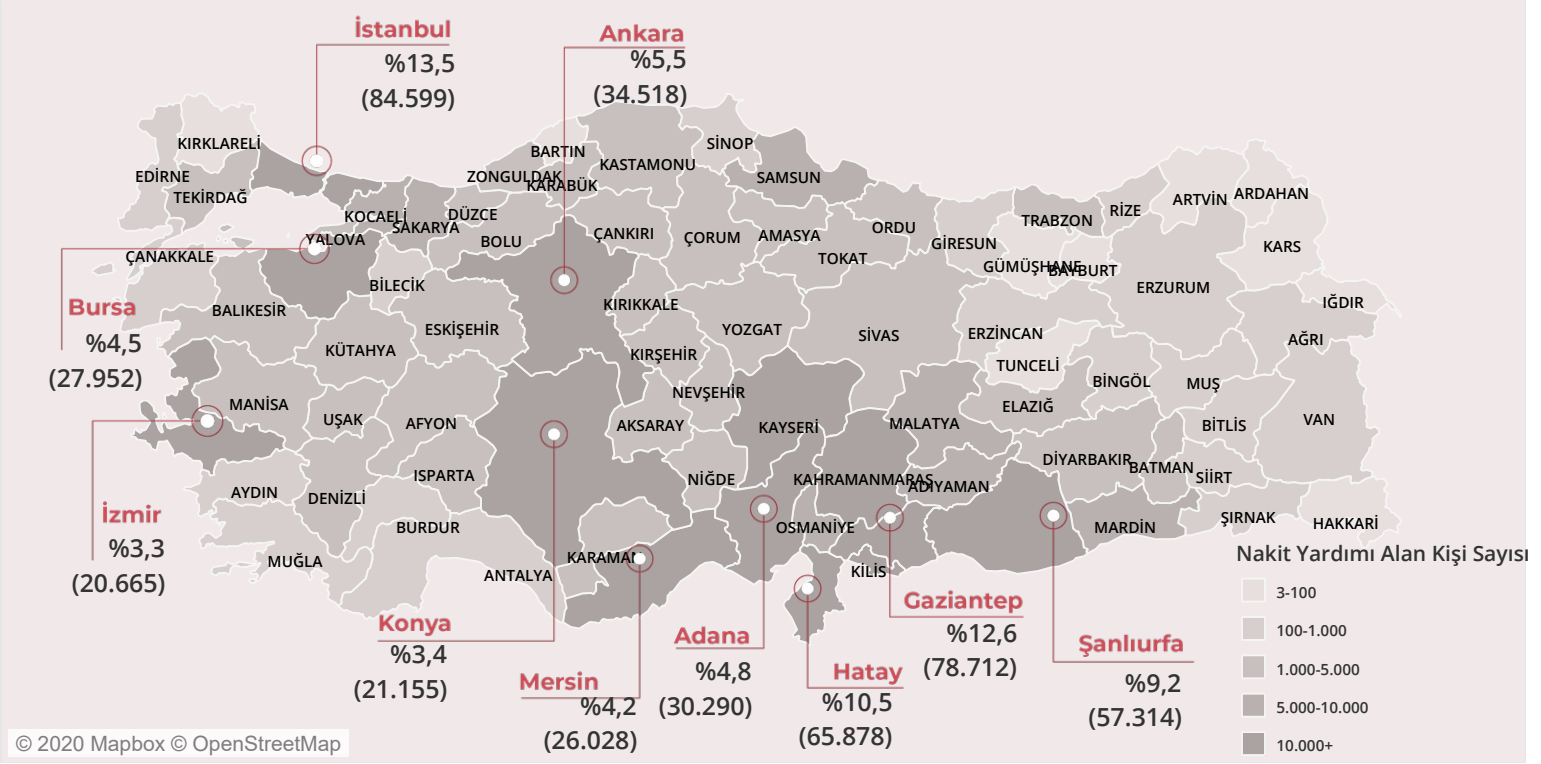 İstanbul
%13,5
(84.599)
Ankara
%5,5
(34.518)
KIRKLARELİ
EDİRNE
TEKİRDAĞ
BARTIN
ZONGULDAK
KARABÜK
KASTAMONU
SİNOP
SAMSUN
KOCAELİ
SAKARYA
DÜZCE
BOLU
YALOVA
ÇANKIRI
ÇORUM
AMASYA
ORDU
TOKAT
GİRESUN
TRABZON
RİZE
ARTVİN
ARDAHAN
KARS
GÜMÜŞHANE
BAYBURT
ERZURUM
IĞDIR
AĞRI
ÇANAKKALE
BALIKESİR
BİLECİK
ESKİŞEHİR
KÜTAHYA
KIRIKKALE
YOZGAT
KIRŞEHİR
SİVAS
ERZİNCAN
TUNCELİ
BİNGÖL
MUŞ
ELAZIĞ
BİTLİS
VAN
Bursa
%4,5
(27.952)
MANİSA
UŞAK
AFYON
NEVŞEHİR
AKSARAY
KAYSERİ
MALATYA
DİYARBAKIR
BATMAN
SİİRT
ISPARTA
NİĞDE
KAHRAMANMARAŞ
ADIYAMAN
AYDIN
DENİZLİ
BURDUR
OSMANİYE
MARDİN
ŞIRNAK
HAKKARİ
MUĞLA
ANTALYA
KARAMAN
KİLİS
İzmir
%3,3
(20.665)
Konya
%3,4
(21.155)
Mersin
%4,2
(26.028)
Adana
%4,8
(30.290)
Hatay
%10,5
(65.878)
Gaziantep
%12,6
(78.712)
Şanlıurfa
%9,2
(57.314)
Nakit Yardımı Alan Kişi Sayısı
3-100
100-1.000
1.000-5.000
5.000-10.000
10.000+
© 2020 Mapbox © OpenStreetMap